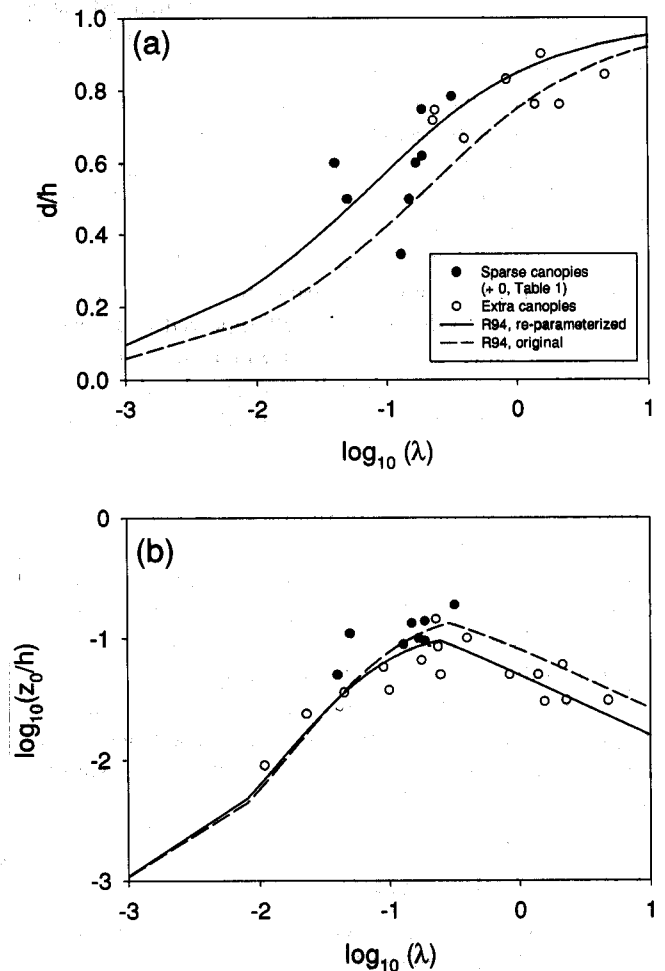 (a)
1.0
0.8
0.6
0.4
0.2
0.0
d/h
Sparse canopies
(+ 0, Table 1)
Extra canopies
R94, re-parameterized
R94, original
-3 -2 -1 0 1
log₁₀ (λ)
(b)
0
-1
-2
-3
log₁₀(z₀/h)
-3 -2 -1 0 1
log₁₀ (λ)